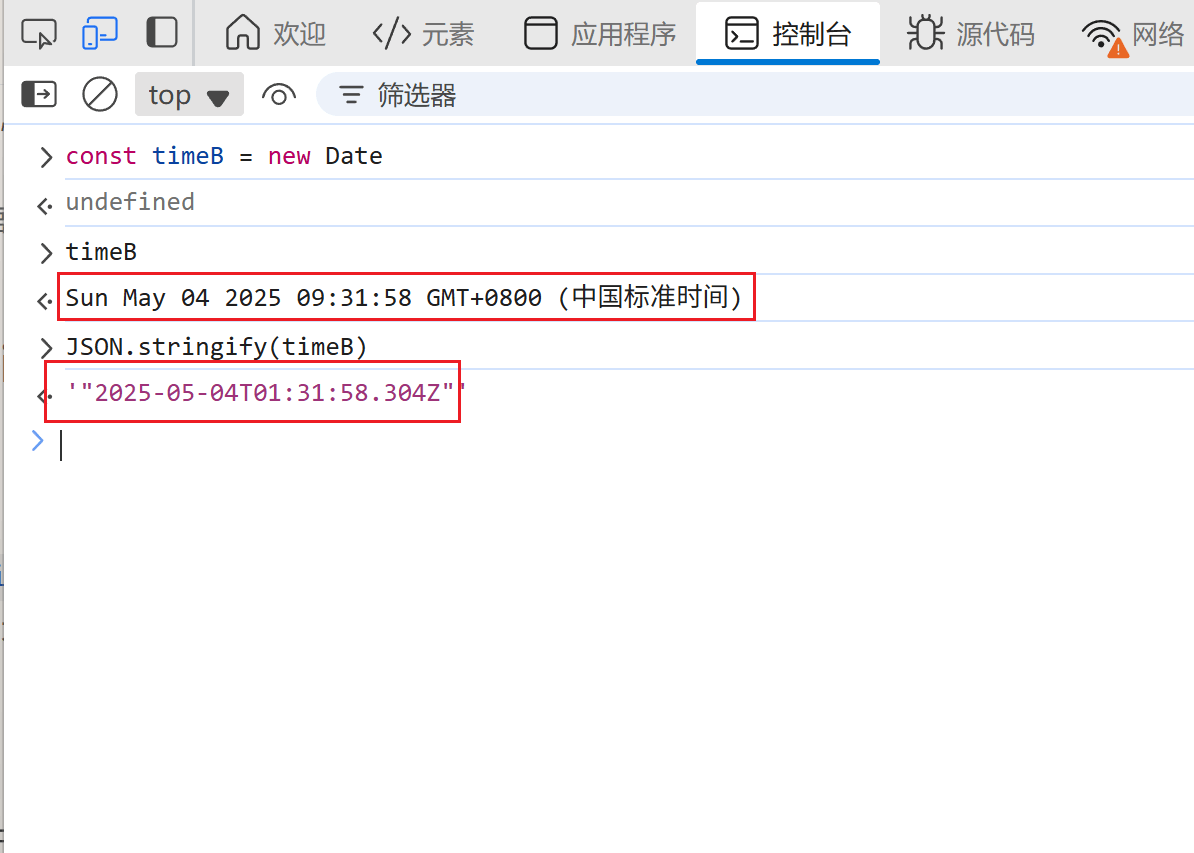 欢迎 元素 应用程序 控制台 源代码 网络
top 筛选器
const timeB = new Date
undefined
timeB
Sun May 04 2025 09:31:58 GMT+0800 (中国标准时间)
JSON.stringify(timeB)
'"2025-05-04T01:31:58.304Z"'